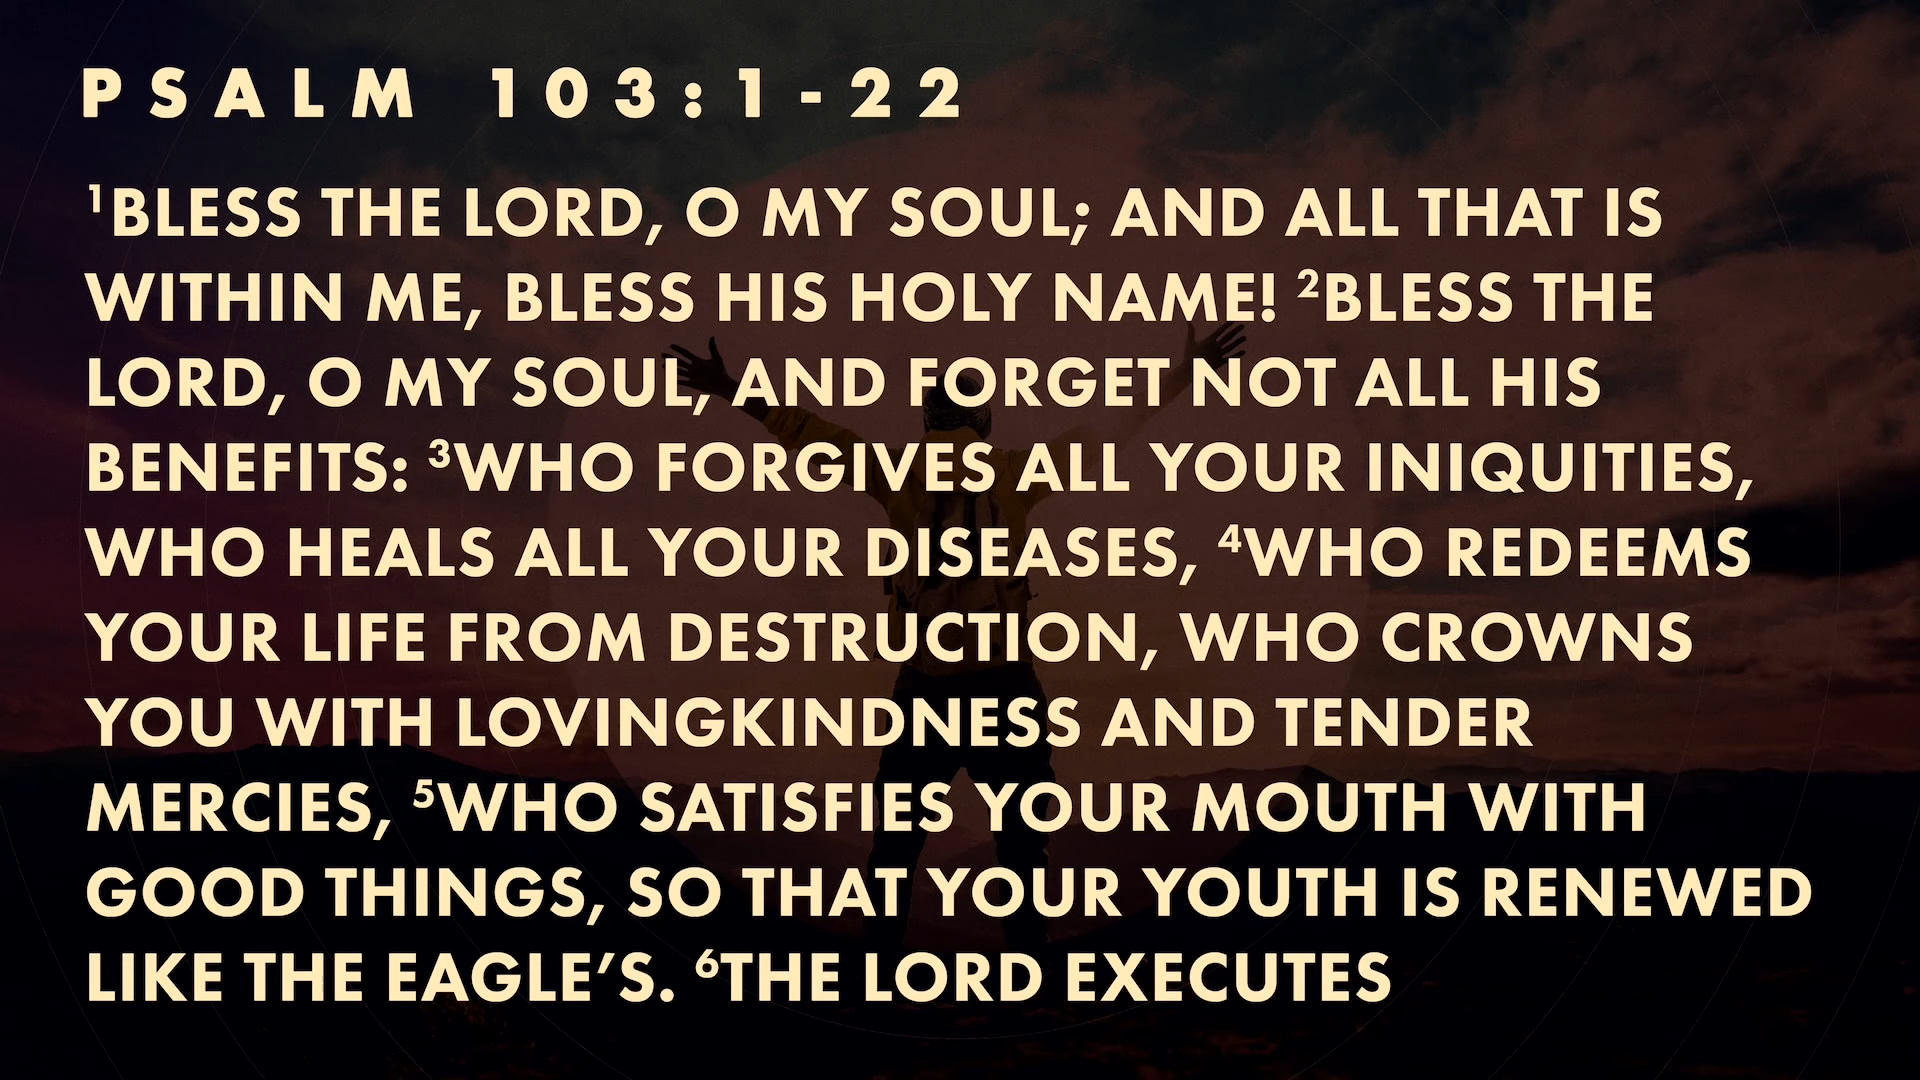 PSALM 103:1-22
¹BLESS THE LORD, O MY SOUL; AND ALL THAT IS
WITHIN ME, BLESS HIS HOLY NAME! ²BLESS THE
LORD, O MY SOUL, AND FORGET NOT ALL HIS
BENEFITS: ³WHO FORGIVES ALL YOUR INIQUITIES,
WHO HEALS ALL YOUR DISEASES, ⁴WHO REDEEMS
YOUR LIFE FROM DESTRUCTION, WHO CROWNS
YOU WITH LOVINGKINDNESS AND TENDER
MERCIES, ⁵WHO SATISFIES YOUR MOUTH WITH
GOOD THINGS, SO THAT YOUR YOUTH IS RENEWED
LIKE THE EAGLE’S. ⁶THE LORD EXECUTES